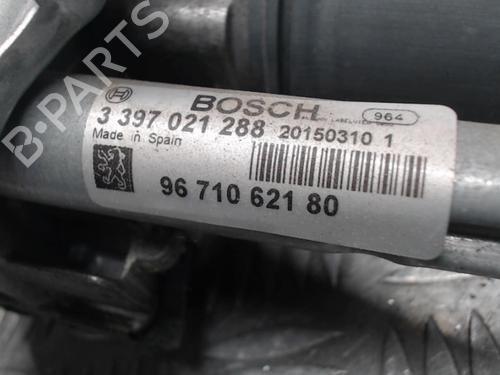 B-PARTS
BOSCH 964
3 397 021 288 20150310 1
Made in Spain
96 710 621 80